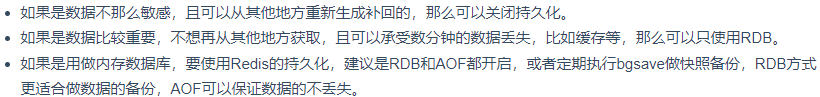 如果是数据不那么敏感，且可以从其他地方重新生成补回的，那么可以关闭持久化。
如果是数据比较重要，不想再从其他地方获取，且可以承受数分钟的数据丢失，比如缓存等，那么可以只使用RDB。
如果是用做内存数据库，要使用Redis的持久化，建议是RDB和AOF都开启，或者定期执行bgsave做快照备份，RDB方式
更适合做数据的备份，AOF可以保证数据的不丢失。